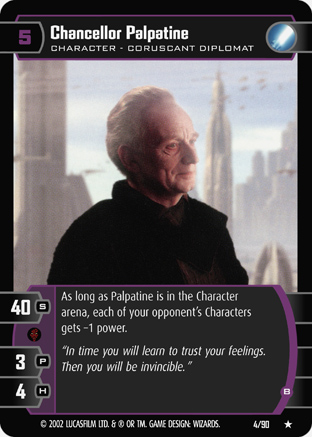 5
Chancellor Palpatine
CHARACTER - CORUSCANT DIPLOMAT
40 S
As long as Palpatine is in the Character
arena, each of your opponent's Characters
gets –1 power.
3 P
"In time you will learn to trust your feelings.
Then you will be invincible."
4 H
B
© 2002 LUCASFILM LTD. & ® OR TM. GAME DESIGN: WIZARDS.
4/90